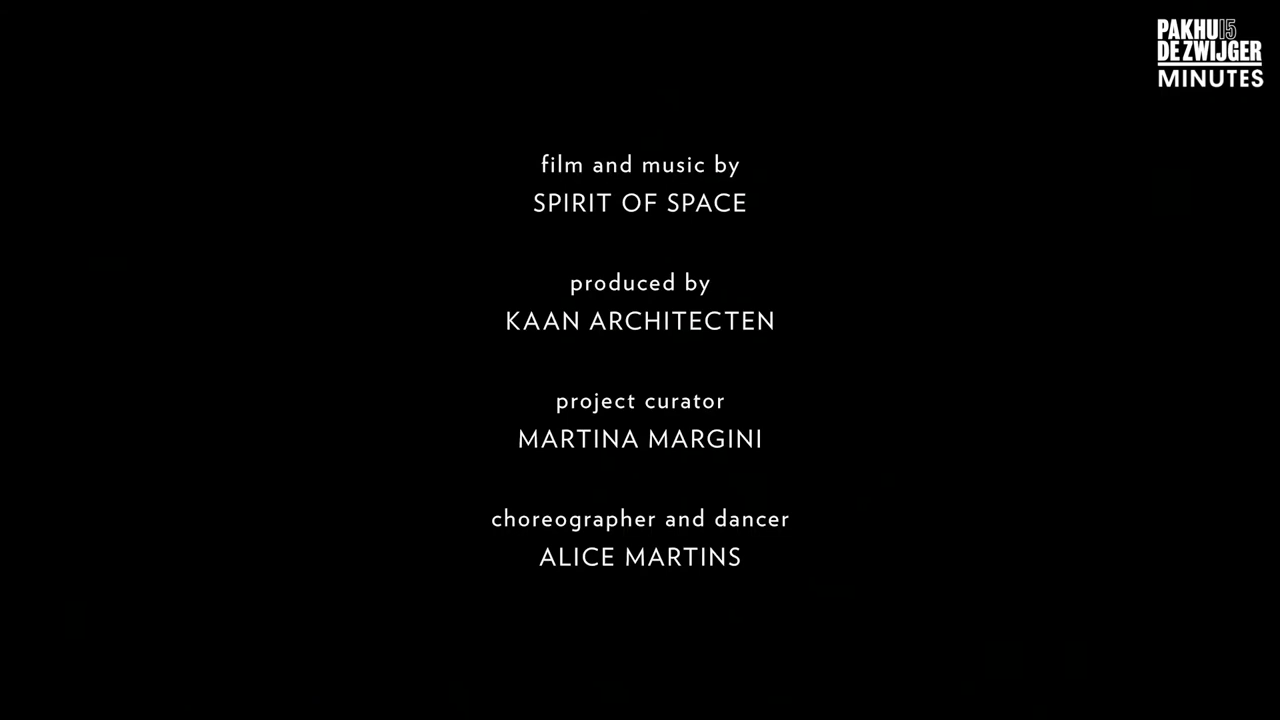 PAKHU15
DE ZWIJGER
MINUTES
film and music by
SPIRIT OF SPACE
produced by
KAAN ARCHITECTEN
project curator
MARTINA MARGINI
choreographer and dancer
ALICE MARTINS